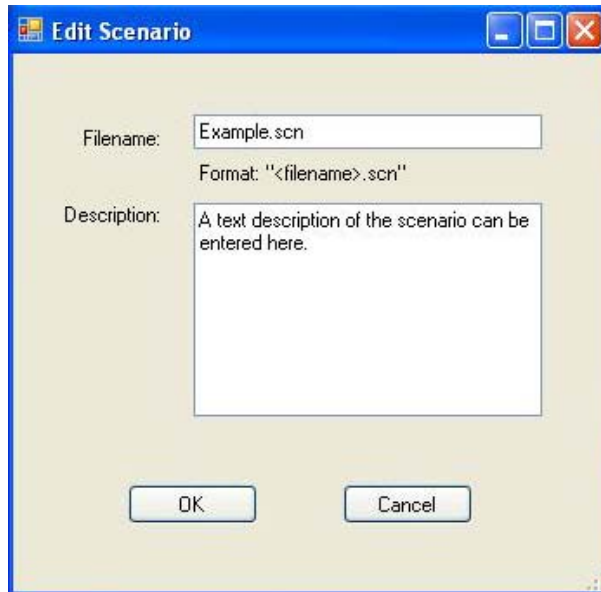 Edit Scenario
Filename:
Example.scn
Format: "<filename>.scn"
Description:
A text description of the scenario can be
entered here.
OK
Cancel